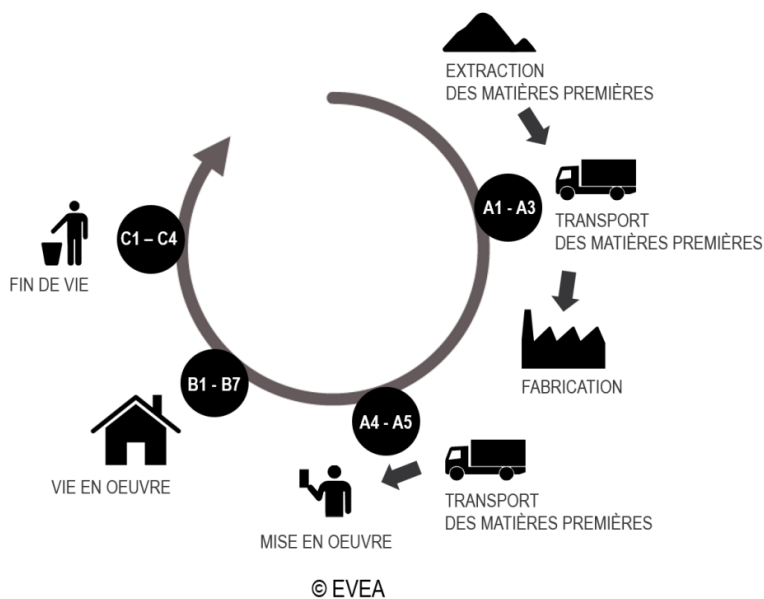 EXTRACTION
DES MATIÈRES PREMIÈRES
A1 - A3
TRANSPORT
DES MATIÈRES PREMIÈRES
FABRICATION
A4 - A5
TRANSPORT
DES MATIÈRES PREMIÈRES
MISE EN OEUVRE
B1 - B7
VIE EN OEUVRE
C1 – C4
FIN DE VIE
© EVEA